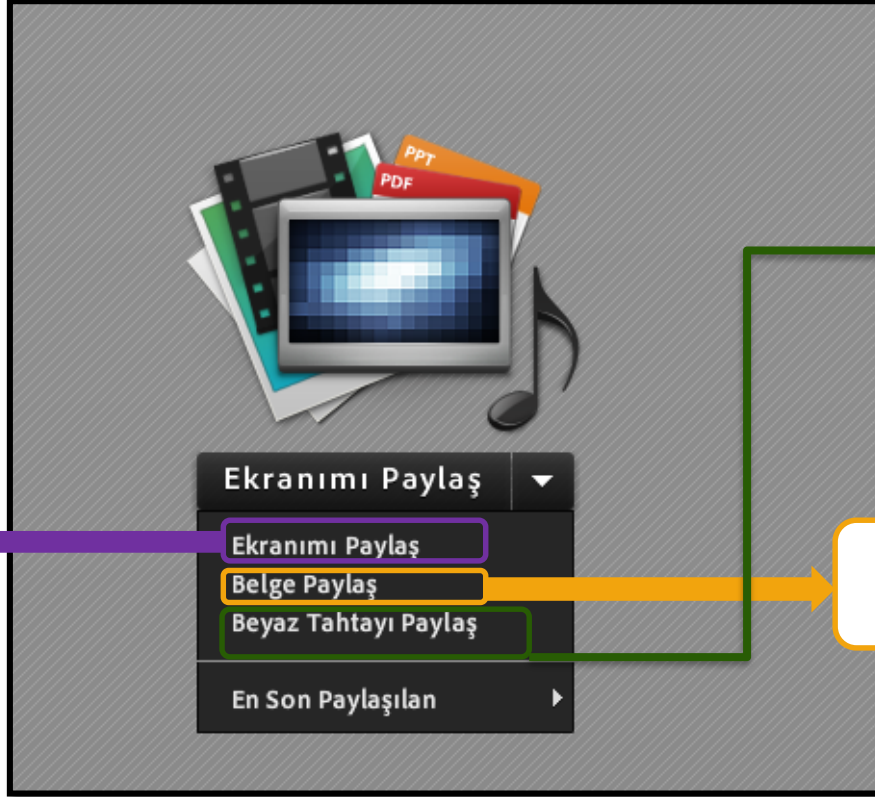 PPT
PDF
Ekranımı Paylaş
Ekranımı Paylaş
Belge Paylaş
Beyaz Tahtayı Paylaş
En Son Paylaşılan